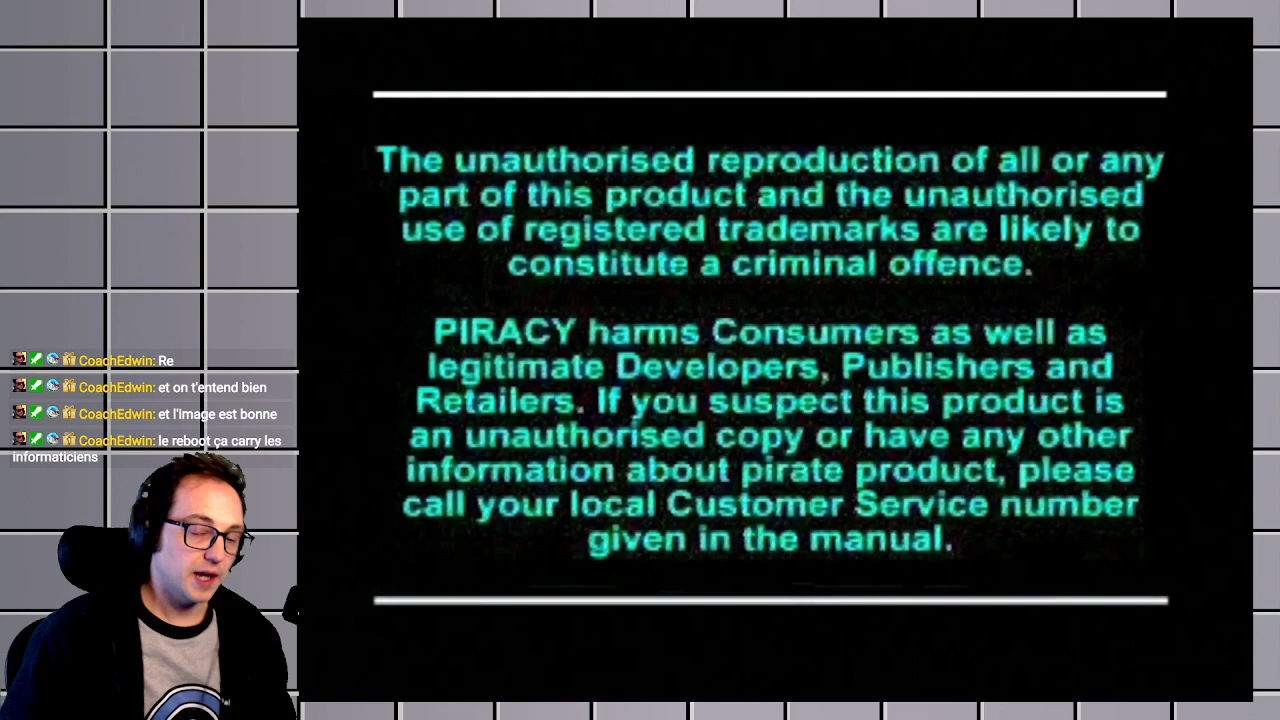 The unauthorised reproduction of all or any
part of this product and the unauthorised
use of registered trademarks are likely to
constitute a criminal offence.
PIRACY harms Consumers as well as
legitimate Developers, Publishers and
Retailers. If you suspect this product is
an unauthorised copy or have any other
information about pirate product, please
call your local Customer Service number
given in the manual.
CoachEdwin: Re
CoachEdwin: et on t'entend bien
CoachEdwin: et l'image est bonne
CoachEdwin: le reboot ça carry les
informaticiens